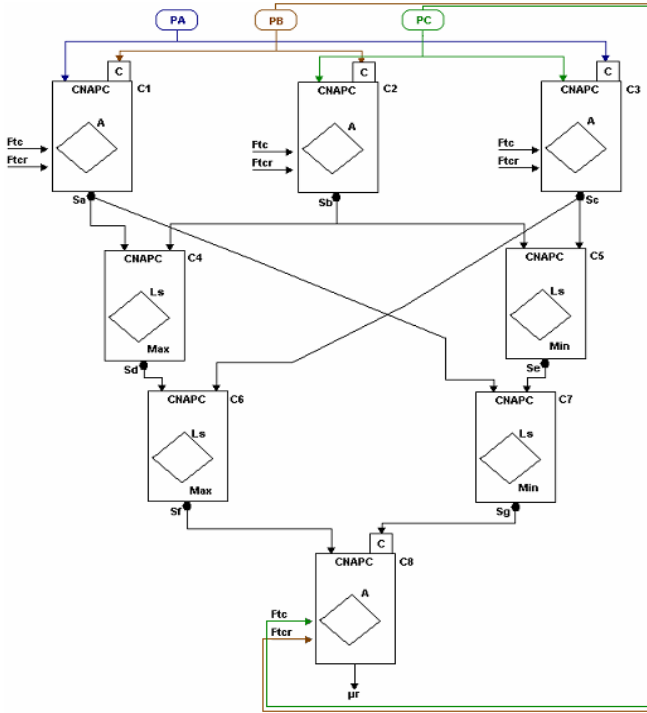 PA PB PC
C C
CNAPC C1 CNAPC C2 CNAPC C3
A A A
Ftc Ftc Ftc
Ftcr Ftcr Ftcr
Sa Sb Sc
CNAPC C4 CNAPC C5
Ls Ls
Max Min
Sd Se
CNAPC C6 CNAPC C7
Ls Ls
Max Min
Sf Sg
C
CNAPC C8
A
Ftc
Ftcr
µr